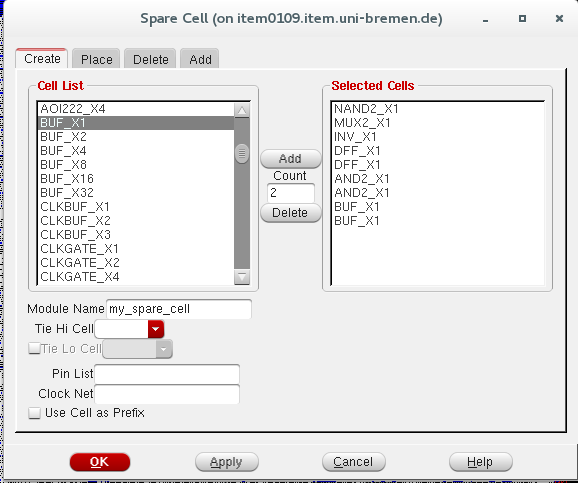 Spare Cell (on item0109.item.uni-bremen.de)
Create Place Delete Add
Cell List
AOI222_X4
BUF_X1
BUF_X2
BUF_X4
BUF_X8
BUF_X16
BUF_X32
CLKBUF_X1
CLKBUF_X2
CLKBUF_X3
CLKGATE_X1
CLKGATE_X2
CLKGATE_X4
Add
Count
2
Delete
Selected Cells
NAND2_X1
MUX2_X1
INV_X1
DFF_X1
DFF_X1
AND2_X1
AND2_X1
BUF_X1
BUF_X1
Module Name my_spare_cell
Tie Hi Cell
Tie Lo Cell
Pin List
Clock Net
Use Cell as Prefix
OK Apply Cancel Help